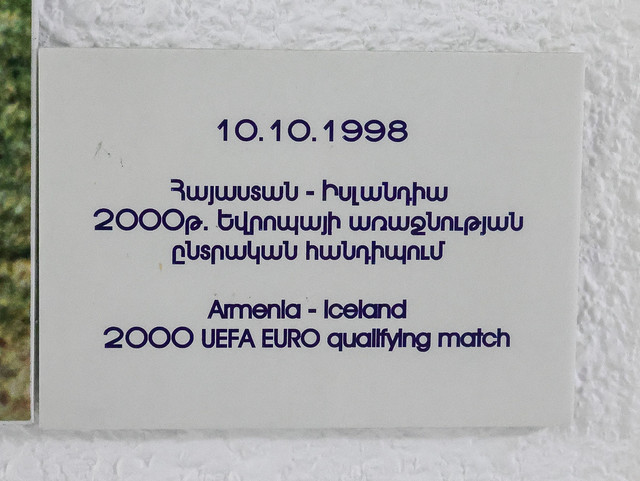 10.10.1998
Հայաստան - Իսլանդիա
2000թ. Եվրոպայի առաջնության
ընտրական հանդիպում
Armenia - Iceland
2000 UEFA EURO qualifying match